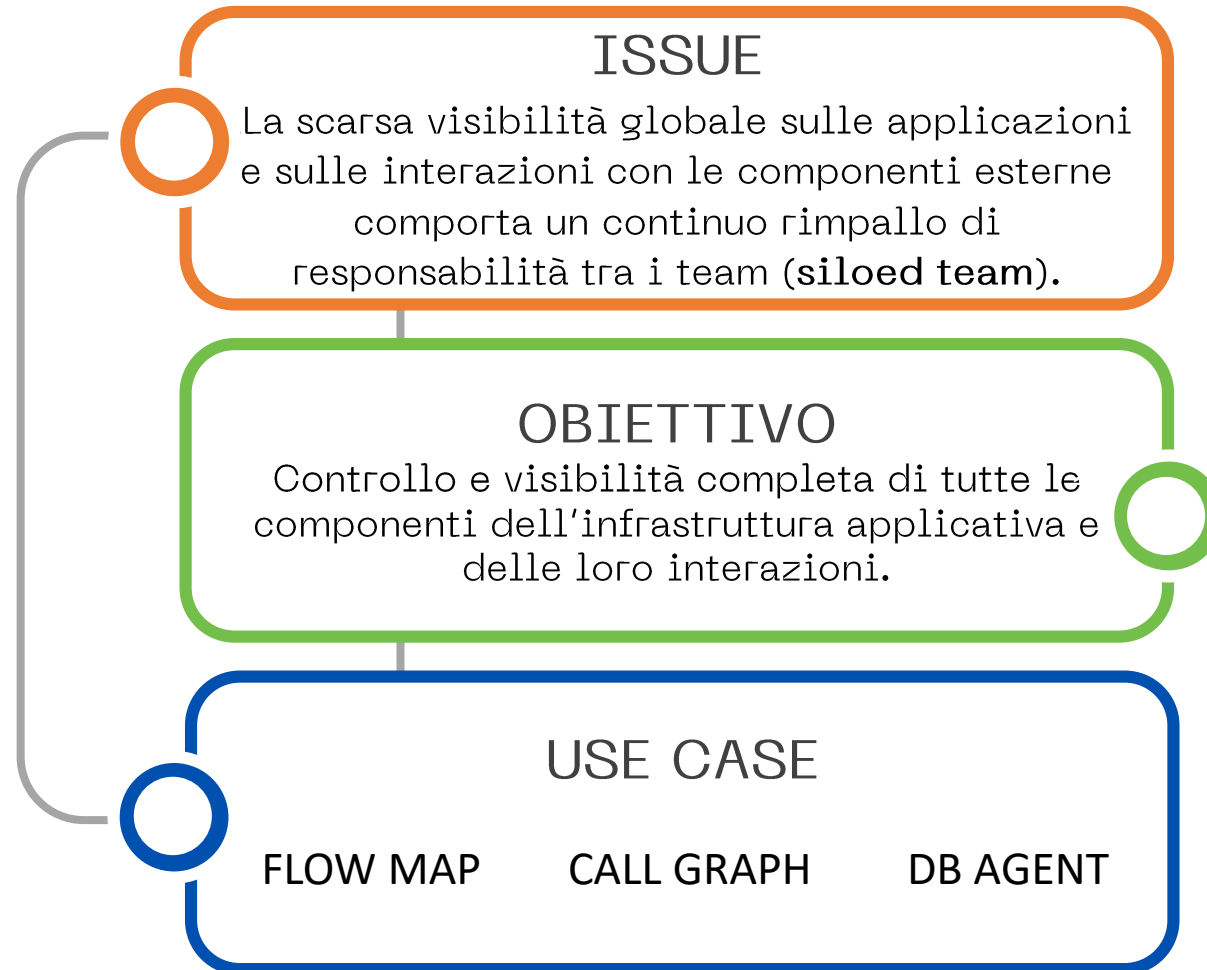 ISSUE
La scarsa visibilità globale sulle applicazioni
e sulle interazioni con le componenti esterne
comporta un continuo rimpallo di
responsabilità tra i team (siloed team).
OBIETTIVO
Controllo e visibilità completa di tutte le
componenti dell’infrastruttura applicativa e
delle loro interazioni.
USE CASE
FLOW MAP CALL GRAPH DB AGENT